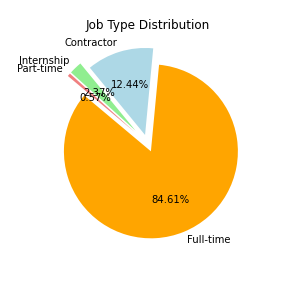 Job Type Distribution
Contractor
Internship
Part-time
12.44%
2.37%
0.57%
84.61%
Full-time